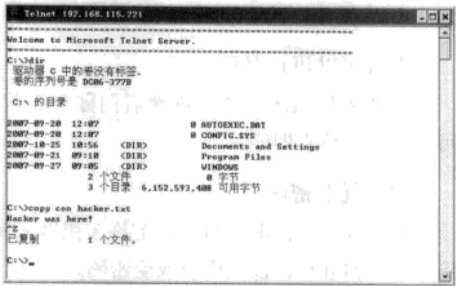 Telnet 192.168.115.221
Welcome to Microsoft Telnet Server.
C:\>dir
驱动器 C 中的卷没有标签。
卷的序列号是 DC06-377B
C:\ 的目录
2007-09-20 12:07 0 AUTOEXEC.BAT
2007-09-20 12:07 0 CONFIG.SYS
2007-10-25 10:56 <DIR> Documents and Settings
2007-09-21 09:10 <DIR> Program Files
2007-09-27 09:05 <DIR> WINDOWS
2 个文件 0 字节
3 个目录 6,152,593,408 可用字节
C:\>copy con hacker.txt
Hacker was here!
^Z
已复制 1 个文件。
C:\>_